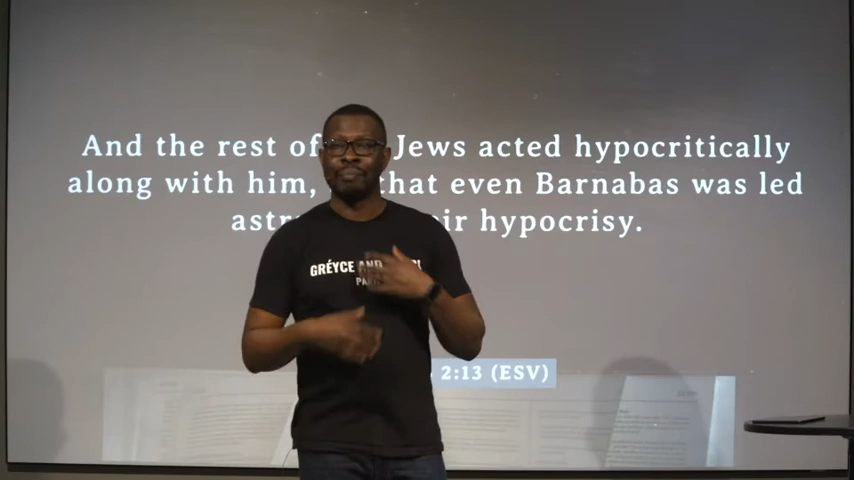 And the rest of Jews acted hypocritically
along with him, that even Barnabas was led
hypocrisy.
GRÉYCE AND
2:13 (ESV)